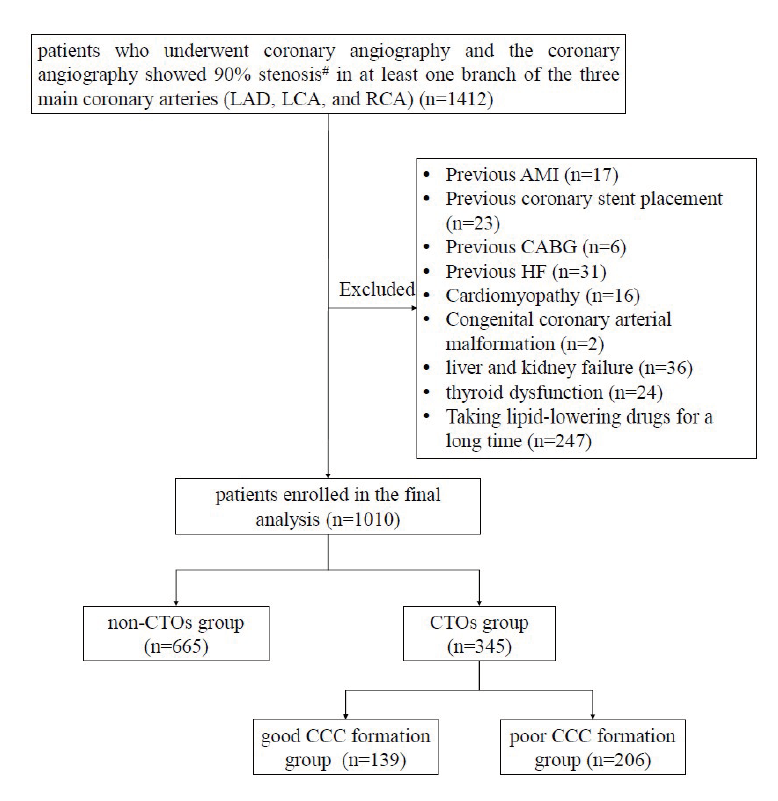 patients who underwent coronary angiography and the coronary
angiography showed 90% stenosis# in at least one branch of the three
main coronary arteries (LAD, LCA, and RCA) (n=1412)
• Previous AMI (n=17)
• Previous coronary stent placement
(n=23)
• Previous CABG (n=6)
• Previous HF (n=31)
• Cardiomyopathy (n=16)
• Congenital coronary arterial
malformation (n=2)
• liver and kidney failure (n=36)
• thyroid dysfunction (n=24)
• Taking lipid-lowering drugs for a
long time (n=247)
Excluded
patients enrolled in the final
analysis (n=1010)
non-CTOs group
(n=665)
CTOs group
(n=345)
good CCC formation
group (n=139)
poor CCC formation
group (n=206)